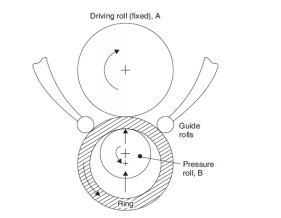 Driving roll (fixed), A
Guide
rolls
Pressure
roll, B
Ring